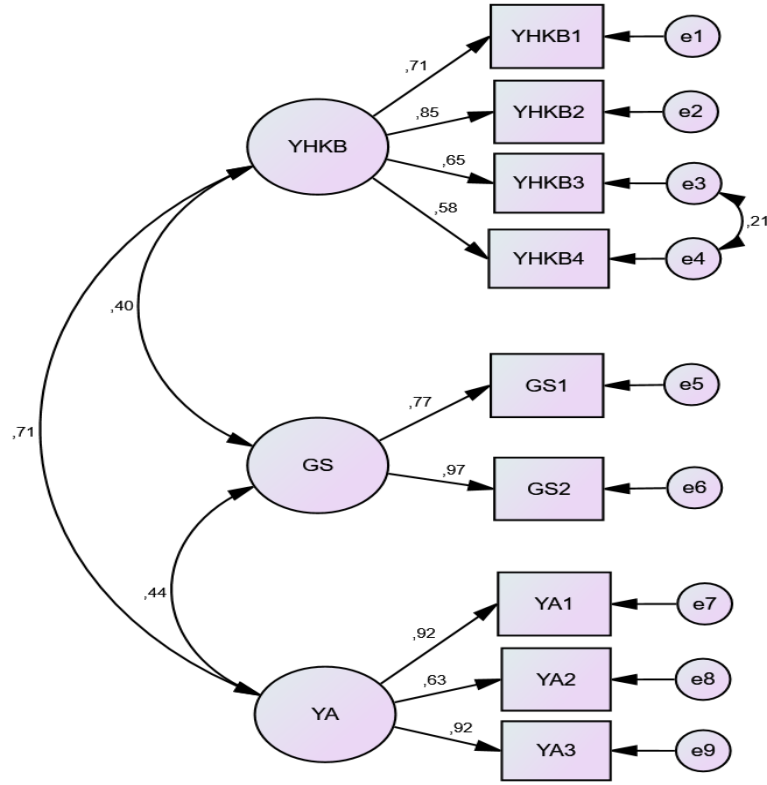 YHKB1
e1
,71
YHKB2
e2
,85
YHKB
YHKB3
e3
,65
,21
,58
YHKB4
e4
,40
GS1
e5
,77
,71
GS
,97
GS2
e6
,44
YA1
e7
,92
YA2
e8
,63
YA
,92
YA3
e9